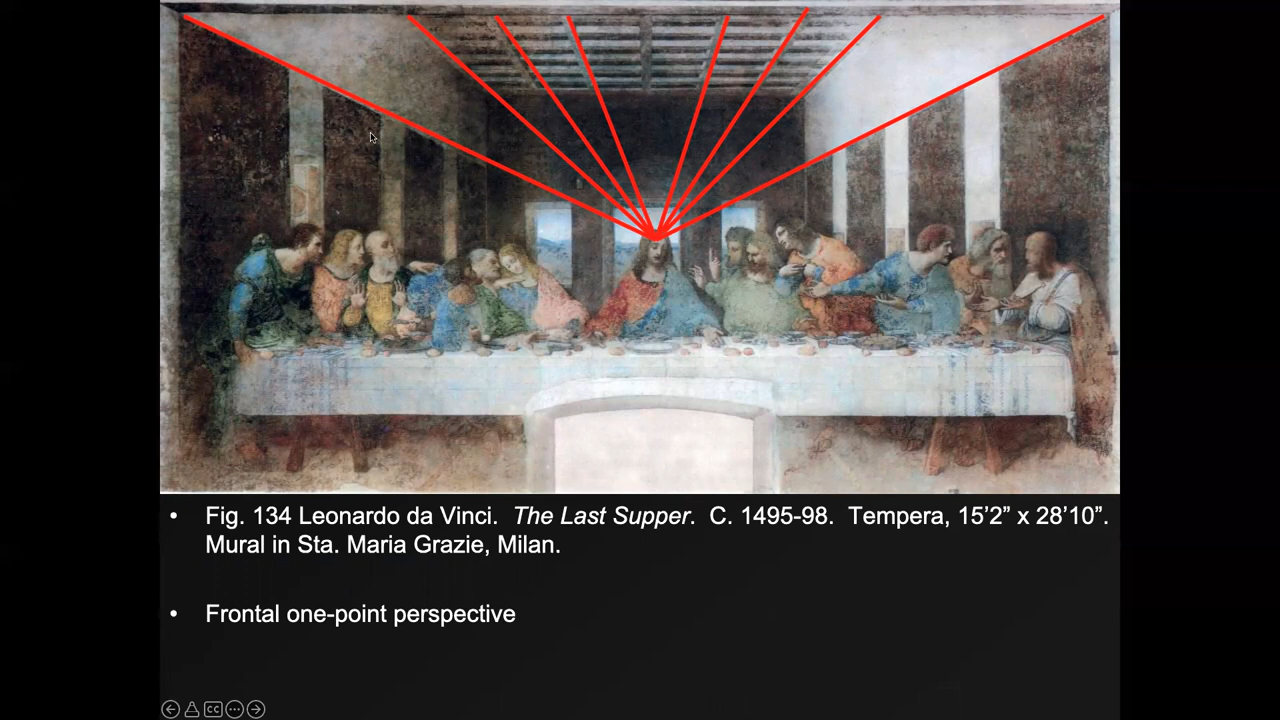 • Fig. 134 Leonardo da Vinci. The Last Supper. C. 1495-98. Tempera, 15’2” x 28’10”.
Mural in Sta. Maria Grazie, Milan.
• Frontal one-point perspective
CC